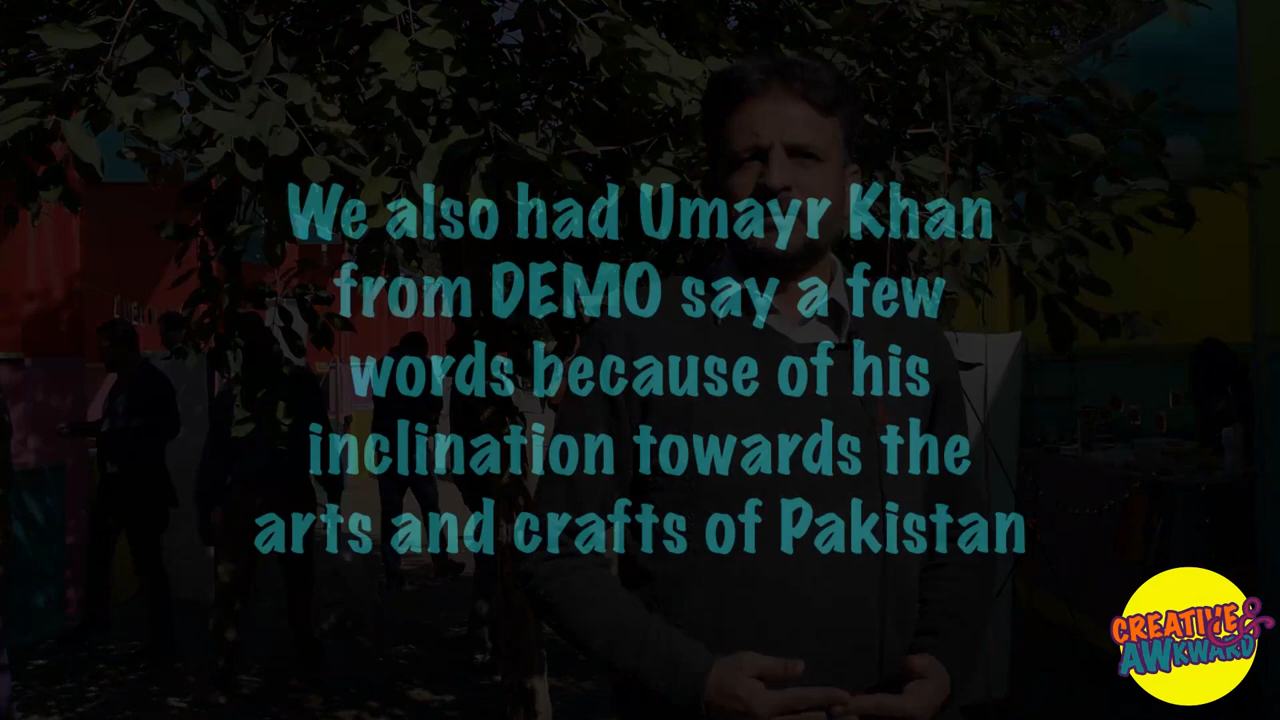 We also had Umayr Khan
from DEMO say a few
words because of his
inclination towards the
arts and crafts of Pakistan
CREATIVE &
AWKWARD